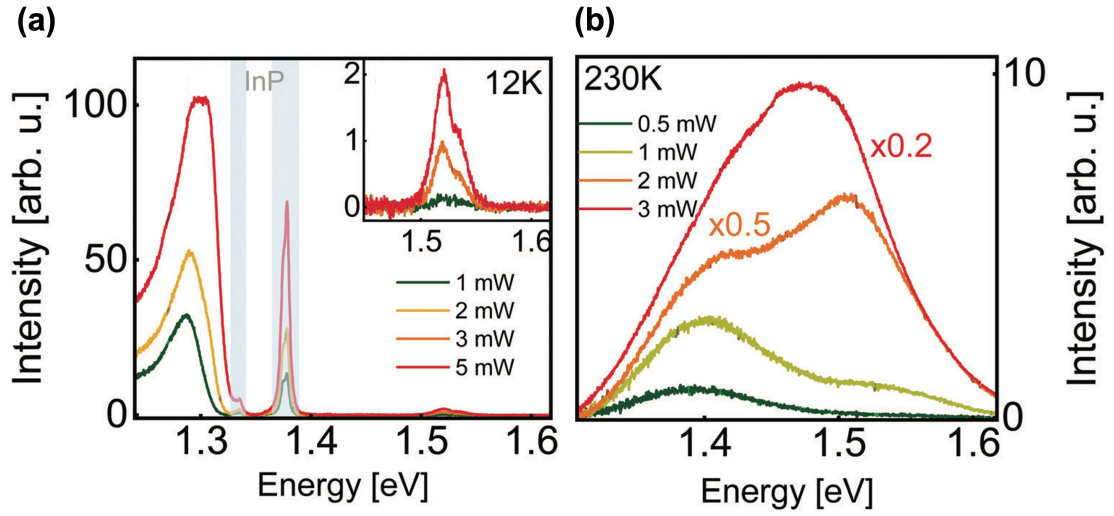 (a)
Intensity [arb. u.]
100
50
0
InP
12K
2
1
0
1.5
1.6
1 mW
2 mW
3 mW
5 mW
1.3
1.4
1.5
1.6
Energy [eV]
(b)
230K
0.5 mW
1 mW
2 mW
3 mW
x0.2
x0.5
10
0
Intensity [arb. u.]
1.4
1.5
1.6
Energy [eV]